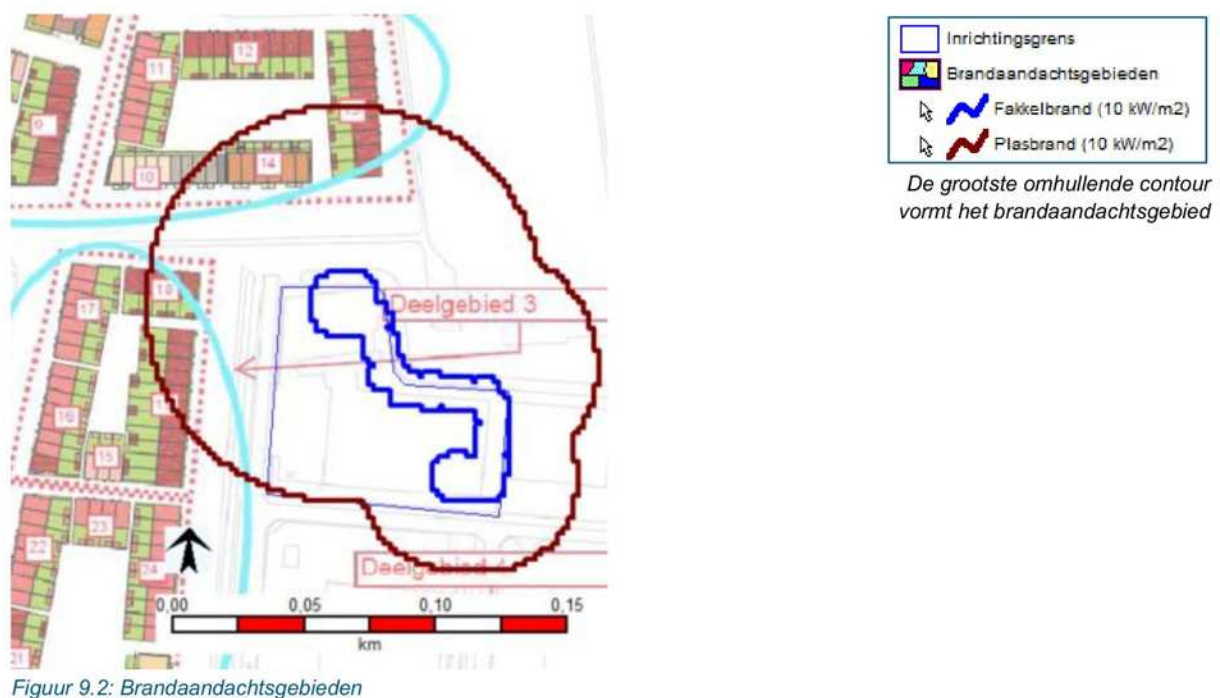 11
12
13
9
10
14
Inrichtingsgrens
Brandaandachtsgebieden
Fakkelbrand (10 kW/m2)
Plasbrand (10 kW/m2)
De grootste omhullende contour
vormt het brandaandachtsgebied
17
18
Deelgebied 3
16
15
22
23
24
Deelgebied 4
21
0,00 0,05 0,10 0,15
km
Figuur 9.2: Brandaandachtsgebieden